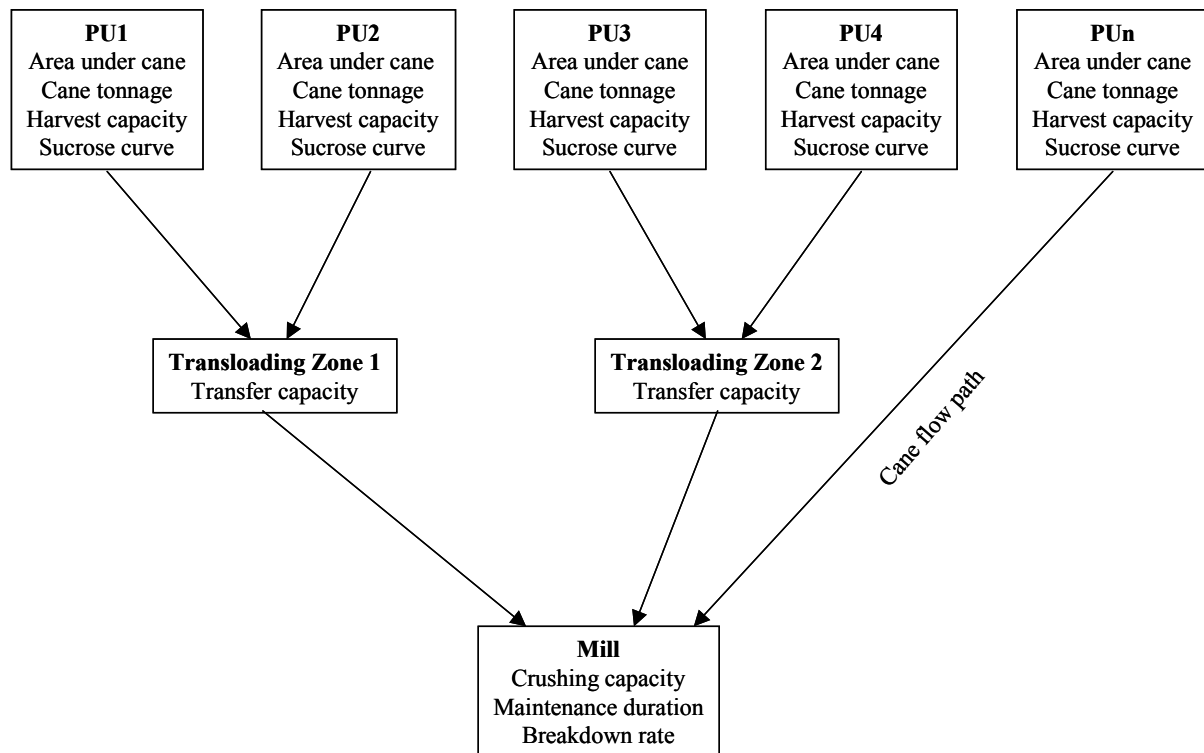 PU1
Area under cane
Cane tonnage
Harvest capacity
Sucrose curve
PU2
Area under cane
Cane tonnage
Harvest capacity
Sucrose curve
PU3
Area under cane
Cane tonnage
Harvest capacity
Sucrose curve
PU4
Area under cane
Cane tonnage
Harvest capacity
Sucrose curve
PUn
Area under cane
Cane tonnage
Harvest capacity
Sucrose curve
Transloading Zone 1
Transfer capacity
Transloading Zone 2
Transfer capacity
Cane flow path
Mill
Crushing capacity
Maintenance duration
Breakdown rate